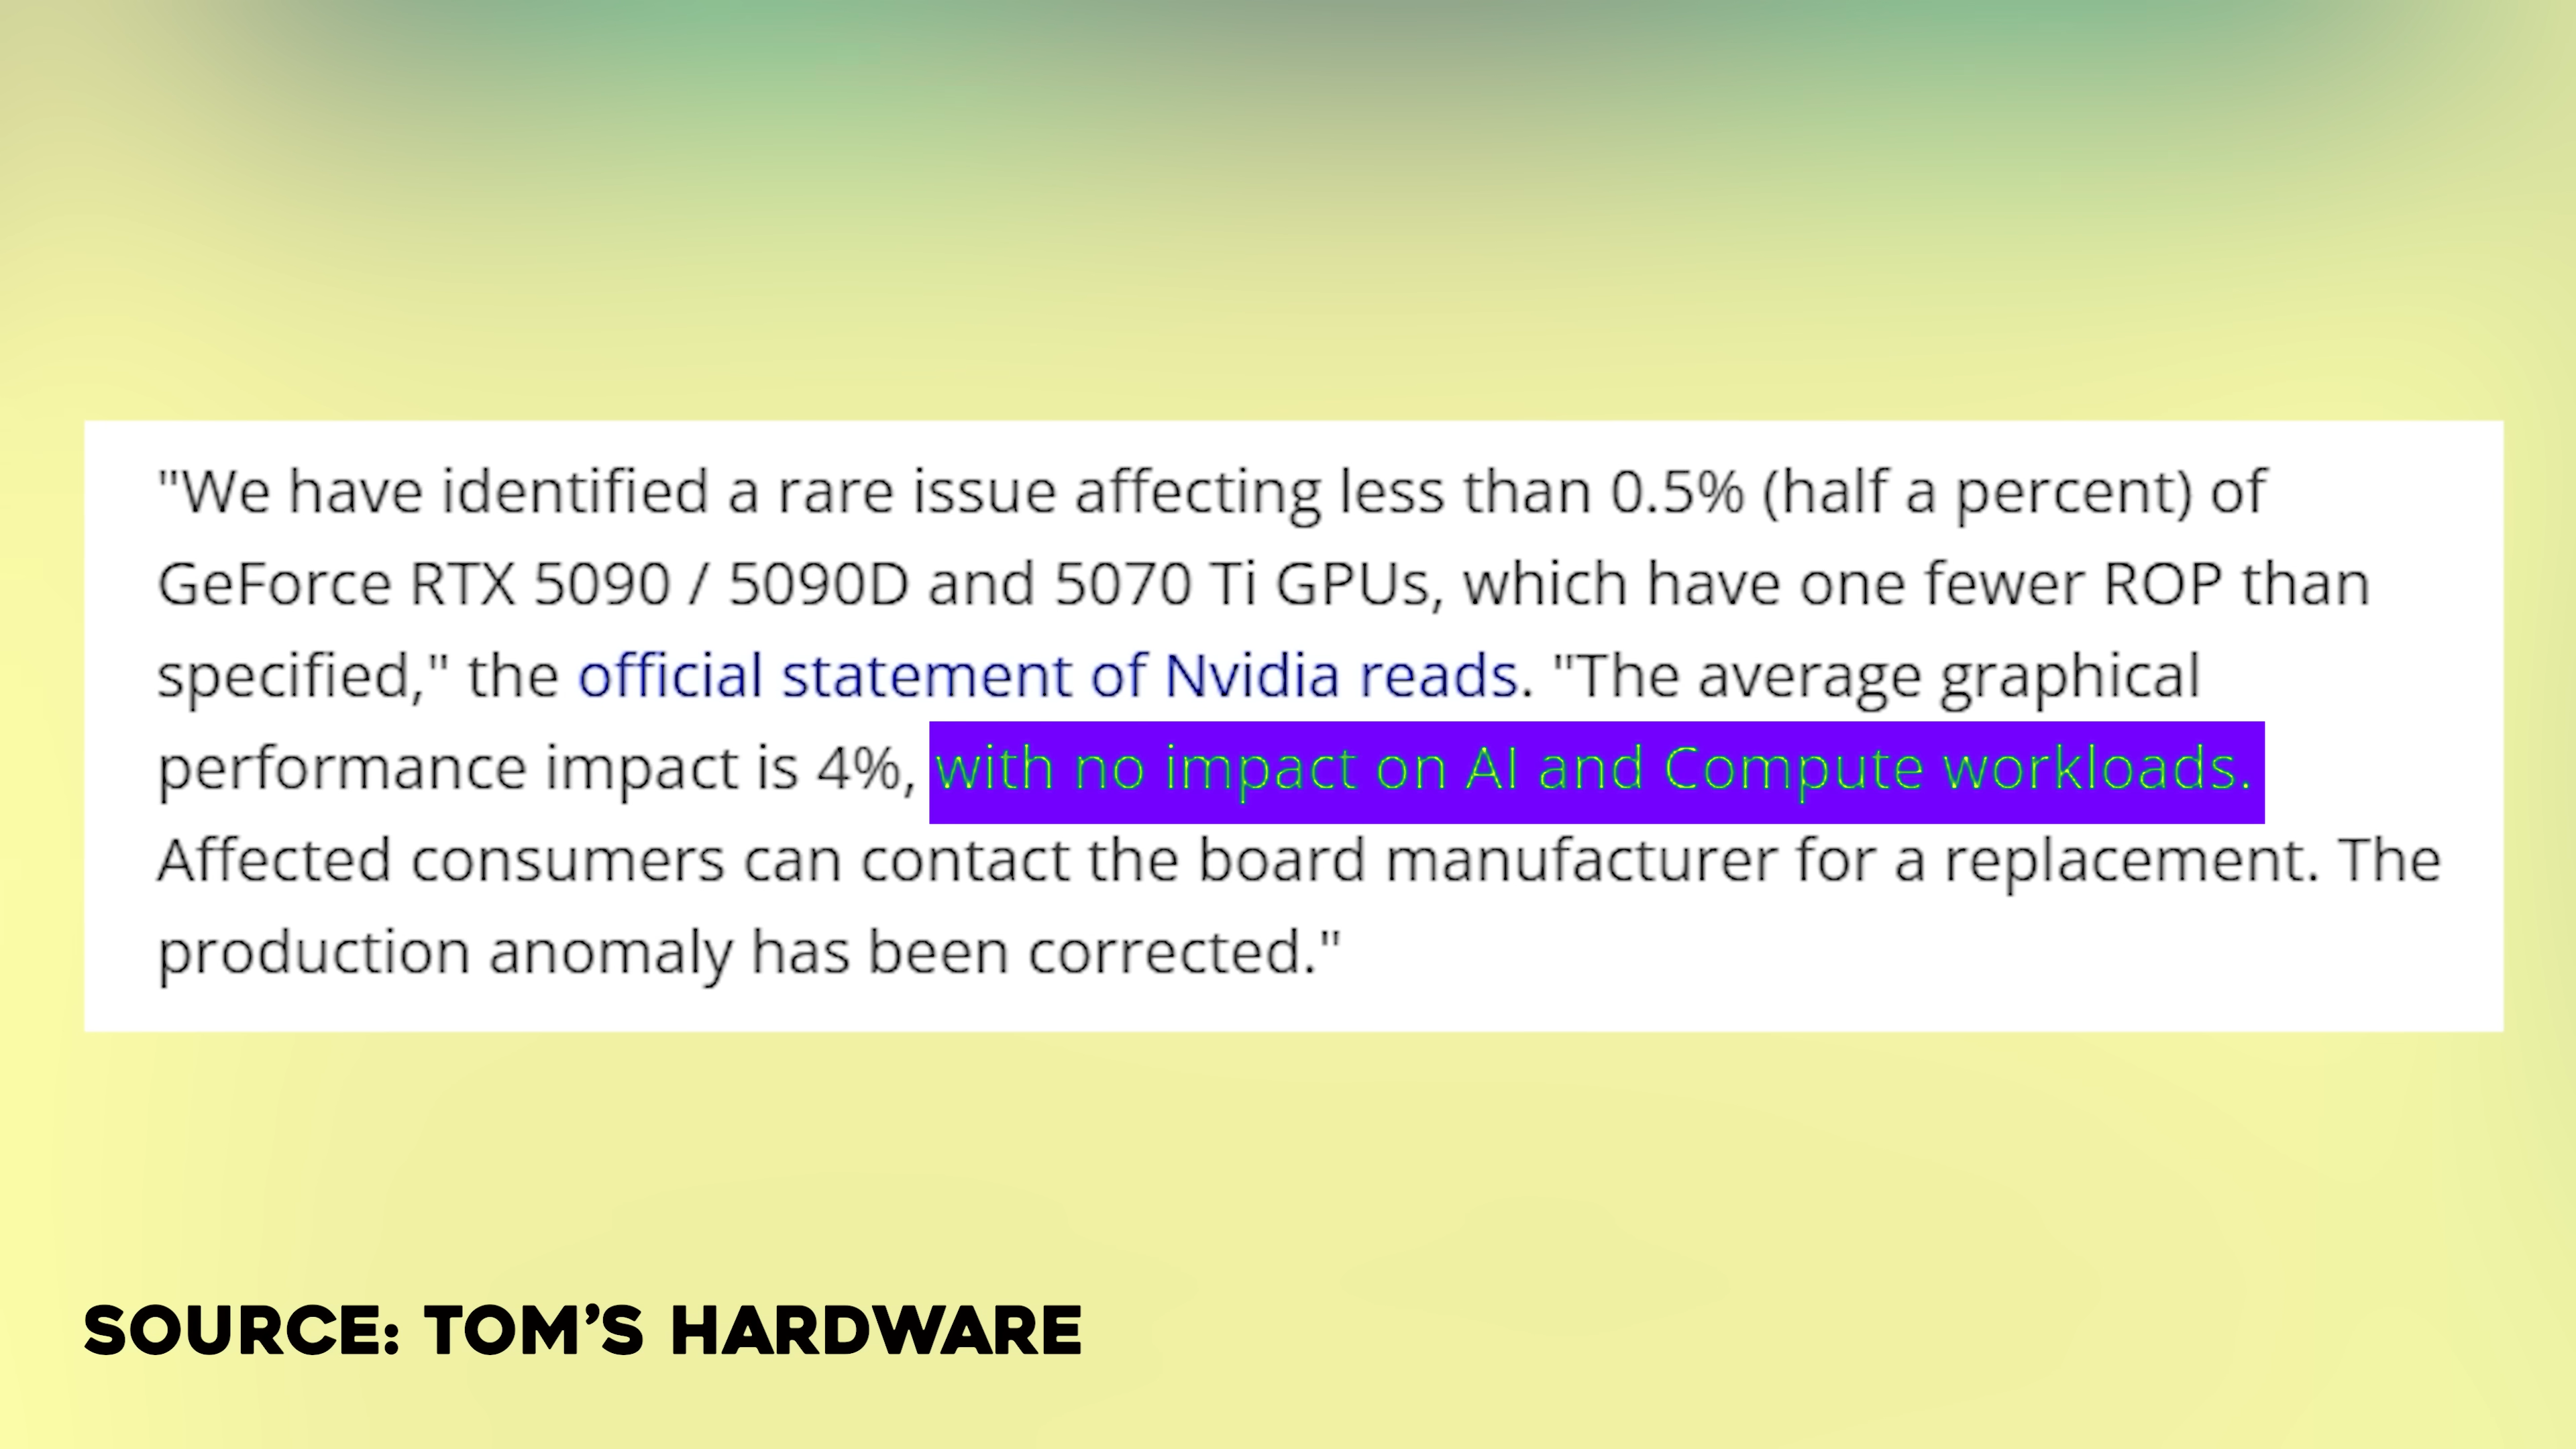 "We have identified a rare issue affecting less than 0.5% (half a percent) of
GeForce RTX 5090 / 5090D and 5070 Ti GPUs, which have one fewer ROP than
specified," the official statement of Nvidia reads. "The average graphical
performance impact is 4%, with no impact on AI and Compute workloads.
Affected consumers can contact the board manufacturer for a replacement. The
production anomaly has been corrected."
SOURCE: TOM’S HARDWARE